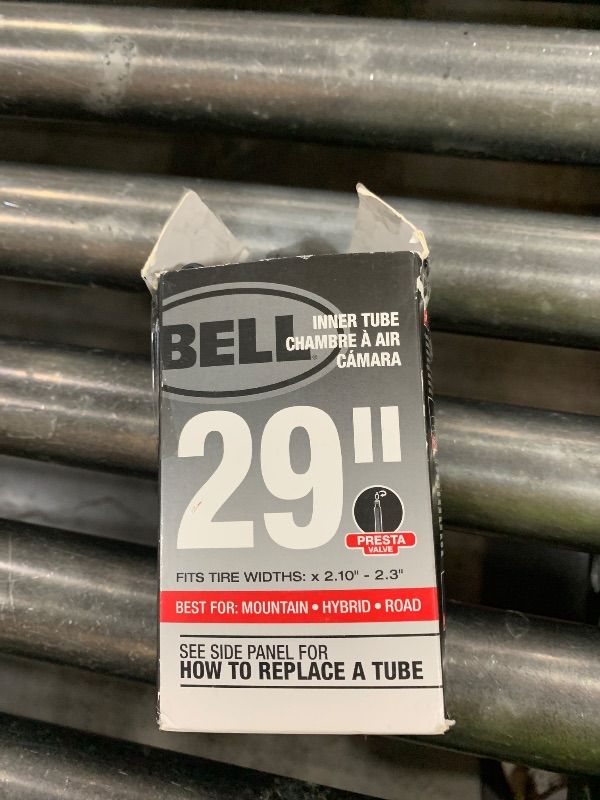 BELL
INNER TUBE
CHAMBRE À AIR
CÁMARA
29"
PRESTA
VALVE
FITS TIRE WIDTHS: x 2.10" - 2.3"
BEST FOR: MOUNTAIN • HYBRID • ROAD
SEE SIDE PANEL FOR
HOW TO REPLACE A TUBE